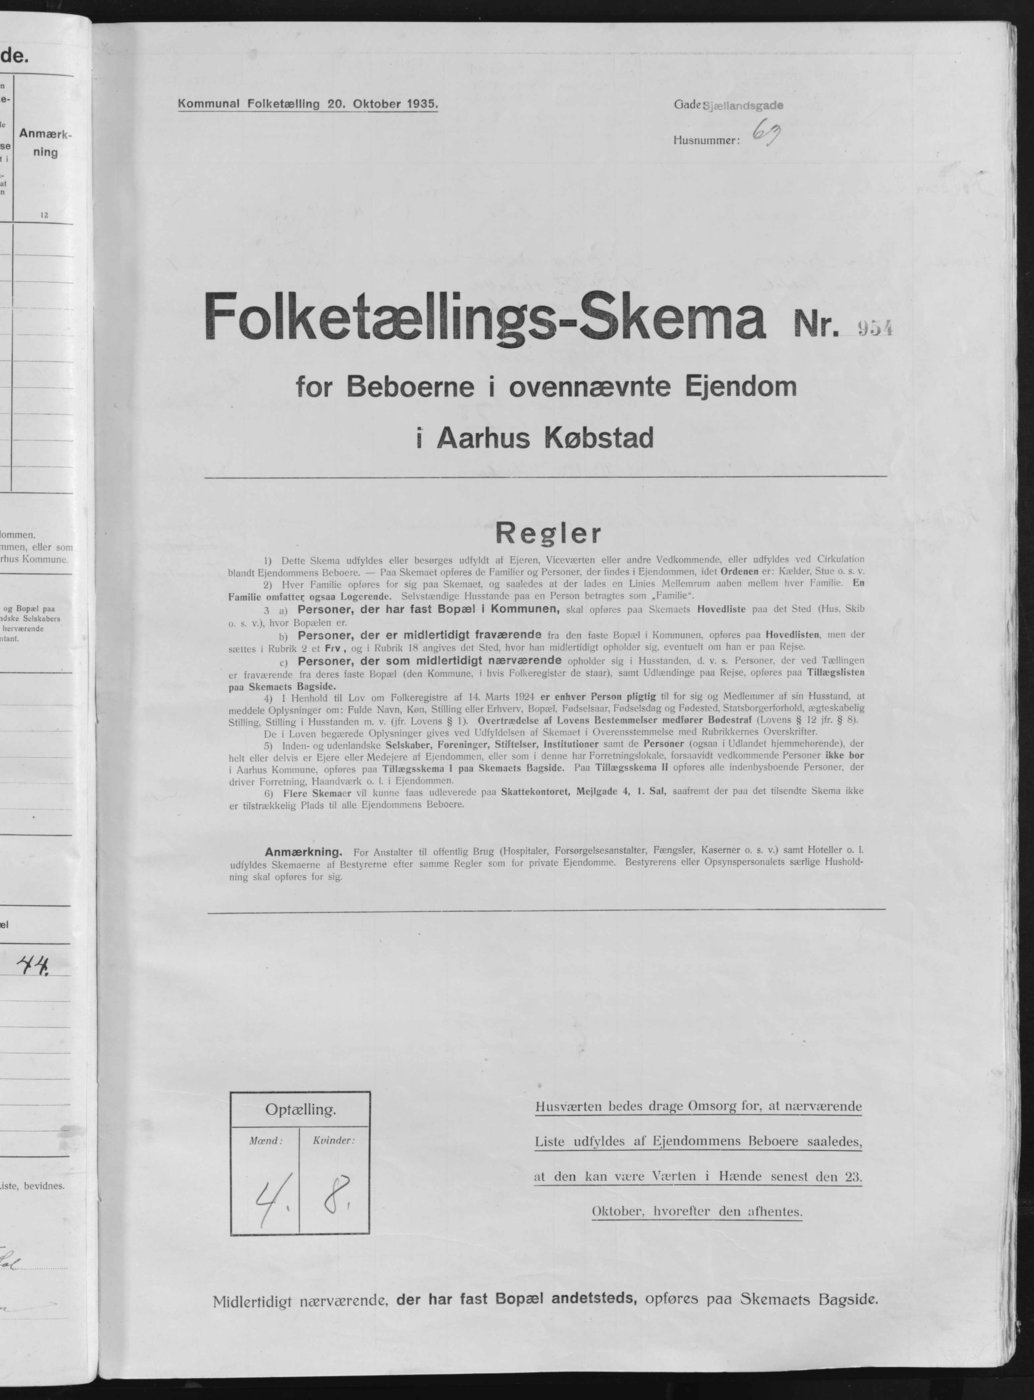 de.
Anmærk-
ning
12
dommen.
mmen, eller som
rhus Kommune.
og Bopæl paa
ndske Selskabers
herværende
æl
44.
iste, bevidnes.
Kommunal Folketælling 20. Oktober 1935.
Gade: Sjællandsgade
Husnummer: 69
Folketællings-Skema Nr. 954
for Beboerne i ovennævnte Ejendom
i Aarhus Købstad
Regler
1) Dette Skema udfyldes eller besørges udfyldt af Ejeren, Viceværten eller andre Vedkommende, eller udfyldes ved Cirkulation
blandt Ejendommens Beboere. — Paa Skemaet opføres de Familier og Personer, der findes i Ejendommen, idet Ordenen er: Kælder, Stue o. s. v.
2) Hver Familie opføres for sig paa Skemaet, og saaledes at der lades en Linies Mellemrum aaben mellem hver Familie. En
Familie omfatter ogsaa Logerende. Selvstændige Husstande paa en Person betragtes som „Familie“.
3 a) Personer, der har fast Bopæl i Kommunen, skal opføres paa Skemaets Hovedliste paa det Sted (Hus, Skib
o. s. v.), hvor Bopælen er.
b) Personer, der er midlertidigt fraværende fra den faste Bopæl i Kommunen, opføres paa Hovedlisten, men der
sættes i Rubrik 2 et Frv., og i Rubrik 18 angives det Sted, hvor han midlertidigt opholder sig, eventuelt om han er paa Rejse.
c) Personer, der som midlertidigt nærværende opholder sig i Husstanden, d. v. s. Personer, der ved Tællingen
er fraværende fra deres faste Bopæl (den Kommune, i hvis Folkeregister de staar), samt Udlændinge paa Rejse, opføres paa Tillægslisten
paa Skemaets Bagside.
4) I Henhold til Lov om Folkeregistre af 14. Marts 1924 er enhver Person pligtig til for sig og Medlemmer af sin Husstand, at
meddele Oplysninger om: Fulde Navn, Køn, Stilling eller Erhverv, Bopæl, Fødselsaar, Fødselsdag og Fødested, Statsborgerforhold, ægteskabelig
Stilling, Stilling i Husstanden m. v. (jfr. Lovens § 1). Overtrædelse af Lovens Bestemmelser medfører Bødestraf (Lovens § 12 jfr. § 8).
De i Loven begærede Oplysninger gives ved Udfyldelsen af Skemaet i Overensstemmelse med Rubrikkernes Overskrifter.
5) Inden- og udenlandske Selskaber, Foreninger, Stiftelser, Institutioner samt de Personer (ogsaa i Udlandet hjemmehørende), der
helt eller delvis er Ejere eller Medejere af Ejendommen, eller som i denne har Forretningslokale, forsaavidt vedkommende Personer ikke bor
i Aarhus Kommune, opføres paa Tillægsskema I paa Skemaets Bagside. Paa Tillægsskema II opføres alle indenbysboende Personer, der
driver Forretning, Haandværk o. l. i Ejendommen.
6) Flere Skemaer vil kunne faas udleverede paa Skattekontoret, Mejlgade 4, 1. Sal, saafremt der paa det tilsendte Skema ikke
er tilstrækkelig Plads til alle Ejendommens Beboere.
Anmærkning. For Anstalter til offentlig Brug (Hospitaler, Forsørgelsesanstalter, Fængsler, Kaserner o. s. v.) samt Hoteller o. l.
udfyldes Skemaerne af Bestyrerne efter samme Regler som for private Ejendomme. Bestyrerens eller Opsynspersonalets særlige Hushold-
ning skal opføres for sig.
Optælling.
Mænd: Kvinder:
4. 8.
Husværten bedes drage Omsorg for, at nærværende
Liste udfyldes af Ejendommens Beboere saaledes,
at den kan være Værten i Hænde senest den 23.
Oktober, hvorefter den afhentes.
Midlertidigt nærværende, der har fast Bopæl andetsteds, opføres paa Skemaets Bagside.